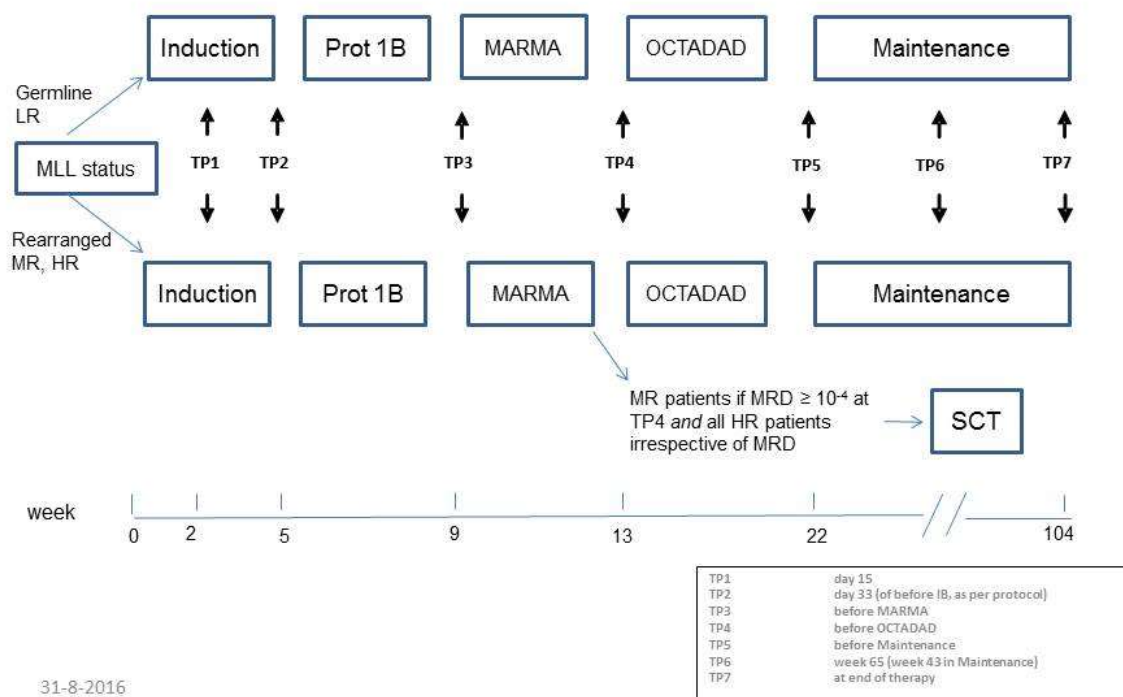 Induction Prot 1B MARMA OCTADAD Maintenance
Germline
LR
MLL status
TP1 TP2 TP3 TP4 TP5 TP6 TP7
Rearranged
MR, HR
Induction Prot 1B MARMA OCTADAD Maintenance
MR patients if MRD ≥ 10⁻⁴ at
TP4 and all HR patients
irrespective of MRD
SCT
week
0 2 5 9 13 22 104
TP1 day 15
TP2 day 33 (of before IB, as per protocol)
TP3 before MARMA
TP4 before OCTADAD
TP5 before Maintenance
TP6 week 65 (week 43 in Maintenance)
TP7 at end of therapy
31-8-2016